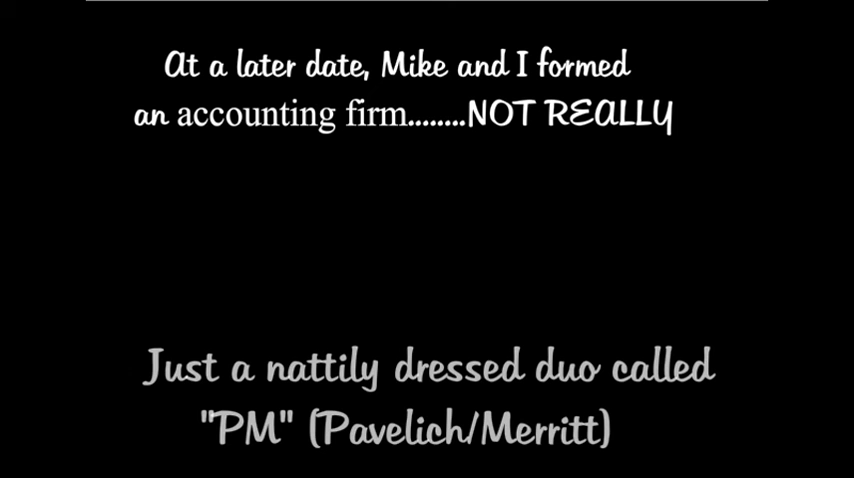 At a later date, Mike and I formed
an accounting firm........NOT REALLY
Just a nattily dressed duo called
"PM" (Pavelich/Merritt)